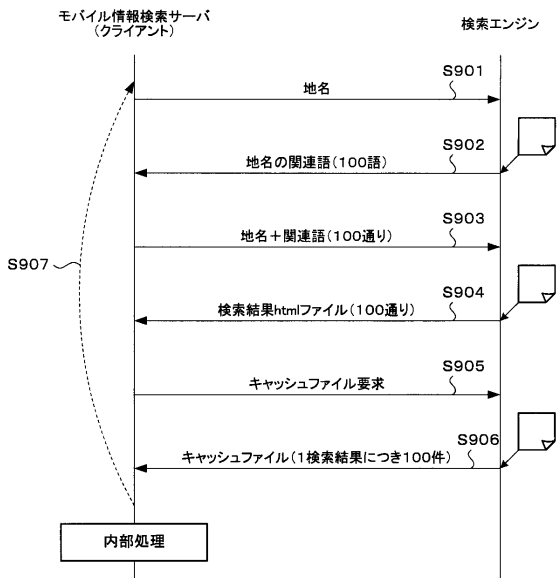 モバイル情報検索サーバ
(クライアント)
検索エンジン
S901
地名
S902
地名の関連語(100語)
S903
地名+関連語(100通り)
S907
S904
検索結果htmlファイル(100通り)
S905
キャッシュファイル要求
S906
キャッシュファイル(1検索結果につき100件)
内部処理